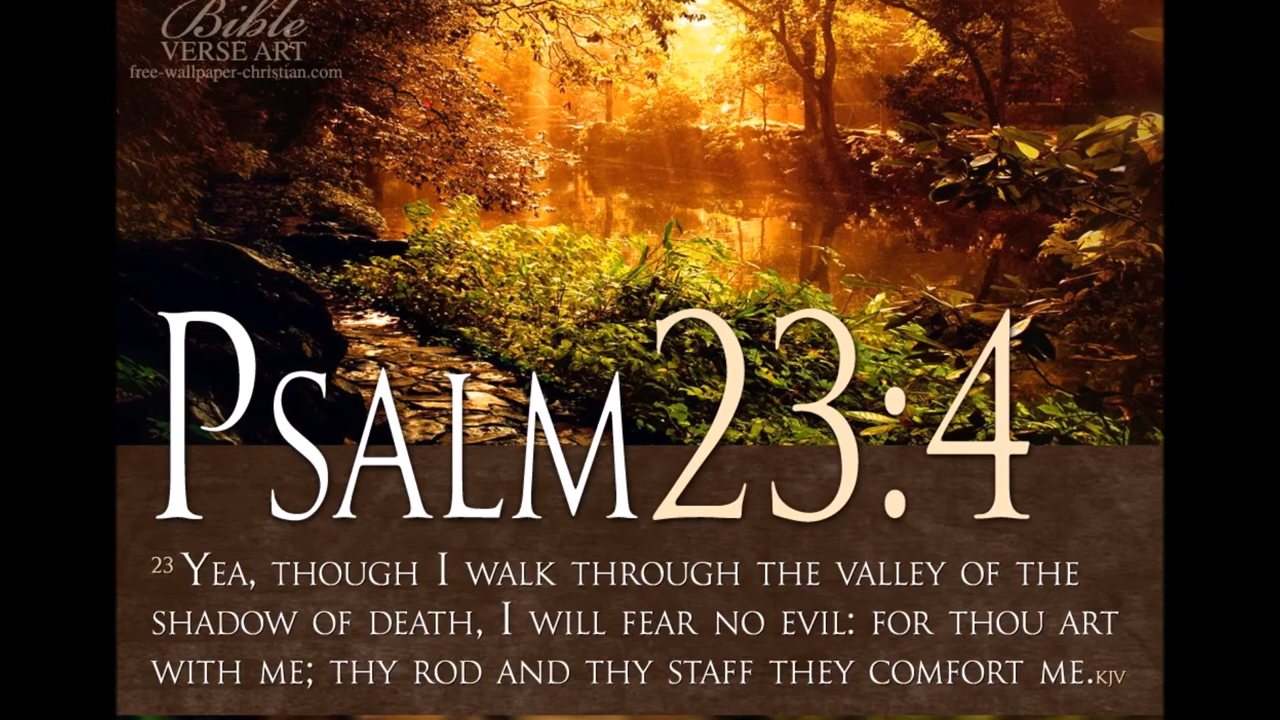 Bible
VERSE ART
free-wallpaper-christian.com
PSALM 23:4
23 YEA, THOUGH I WALK THROUGH THE VALLEY OF THE
SHADOW OF DEATH, I WILL FEAR NO EVIL: FOR THOU ART
WITH ME; THY ROD AND THY STAFF THEY COMFORT ME.KJV